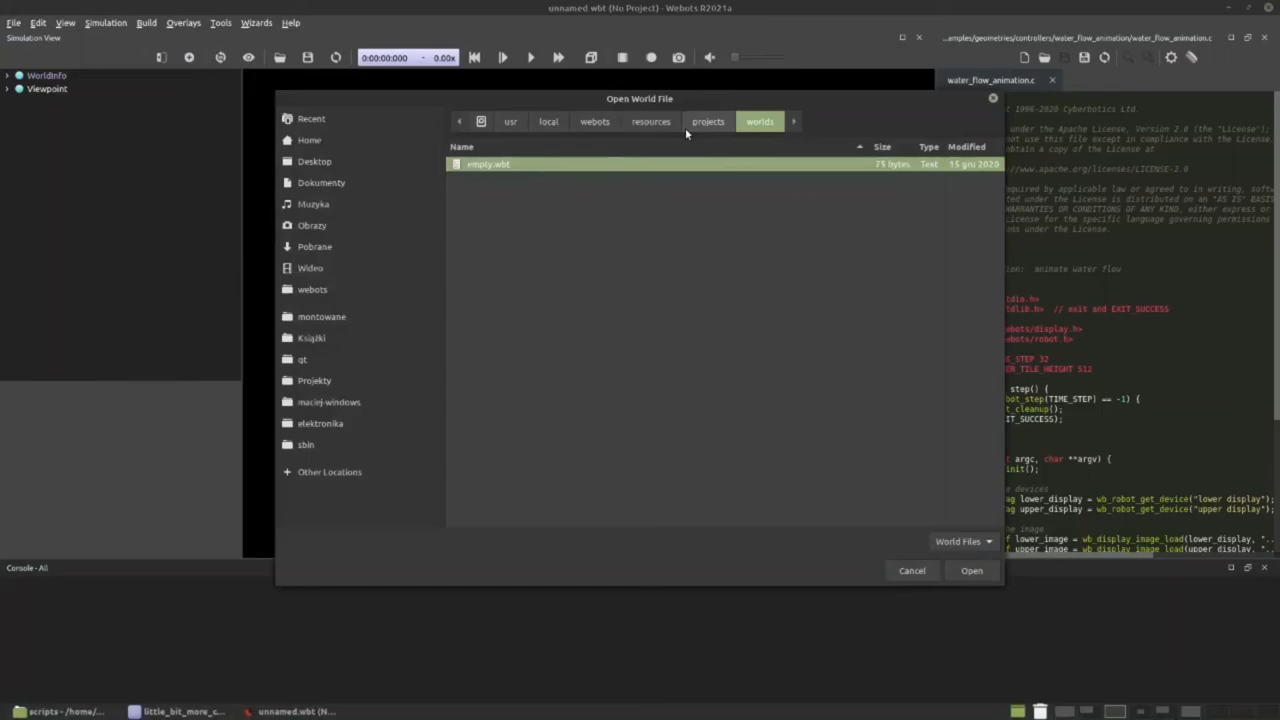 unnamed.wbt (No Project) - Webots R2021a
File Edit View Simulation Build Overlays Tools Wizards Help
Simulation View
...amples/geometries/controllers/water_flow_animation/water_flow_animation.c
0:00:00:000 - 0.00x
WorldInfo
Viewpoint
water_flow_animation.c
Open World File
Recent
Home
Desktop
Dokumenty
Muzyka
Obrazy
Pobrane
Wideo
webots
montowane
Książki
qt
Projekty
maciej-windows
elektronika
sbin
Other Locations
usr local webots resources projects worlds
Name Size Type Modified
empty.wbt 75 bytes Text 15 gru 2020
World Files
Cancel Open
1996-2020 Cyberbotics Ltd.
under the Apache License, Version 2.0 (the "License");
not use this file except in compliance with the License.
obtain a copy of the License at
/www.apache.org/licenses/LICENSE-2.0
equired by applicable law or agreed to in writing, softw
ted under the License is distributed on an "AS IS" BASIS
WARRANTIES OR CONDITIONS OF ANY KIND, either express or
License for the specific language governing permissions
ons under the License.
ion: animate water flow
tdio.h>
tdlib.h> // exit and EXIT_SUCCESS
ebots/display.h>
ebots/robot.h>
E_STEP 32
ER_TILE_HEIGHT 512
step() {
bot_step(TIME_STEP) == -1) {
t_cleanup();
IT_SUCCESS);
t argc, char **argv) {
init();
e devices
ag lower_display = wb_robot_get_device("lower display");
ag upper_display = wb_robot_get_device("upper display");
he image
f lower_image = wb_display_image_load(lower_display, "..
f upper_image = wb_display_image_load(upper_display, "..
Console - All
scripts - /home/...
little_bit_more_c...
unnamed.wbt (N...